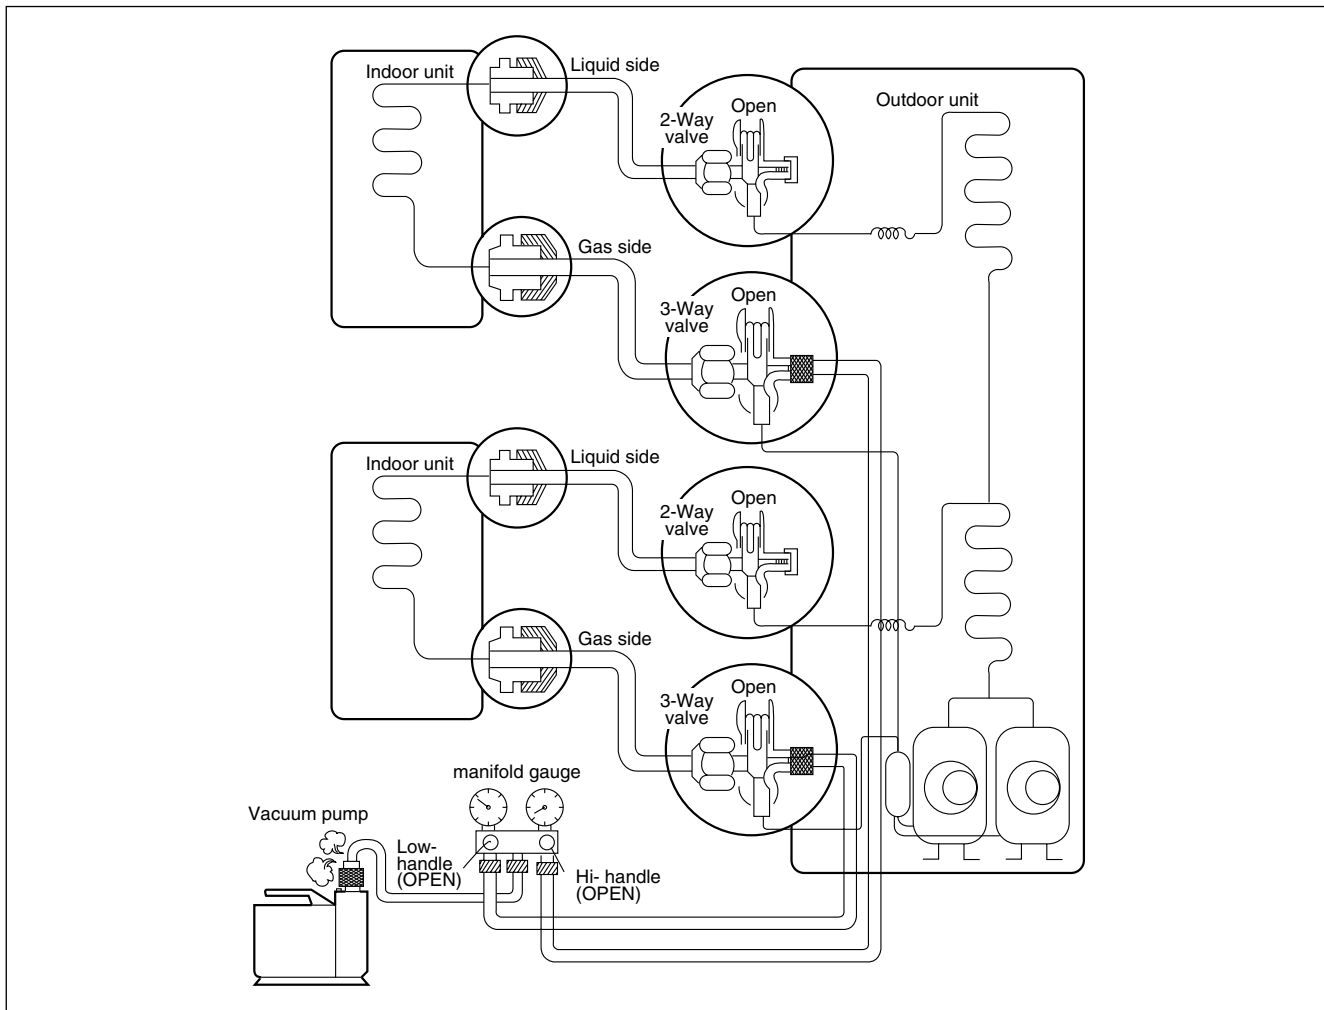 Indoor unit
Liquid side
2-Way
valve
Open
Outdoor unit
Gas side
3-Way
valve
Open
Indoor unit
Liquid side
2-Way
valve
Open
Gas side
3-Way
valve
Open
manifold gauge
Vacuum pump
Low-
handle
(OPEN)
Hi- handle
(OPEN)